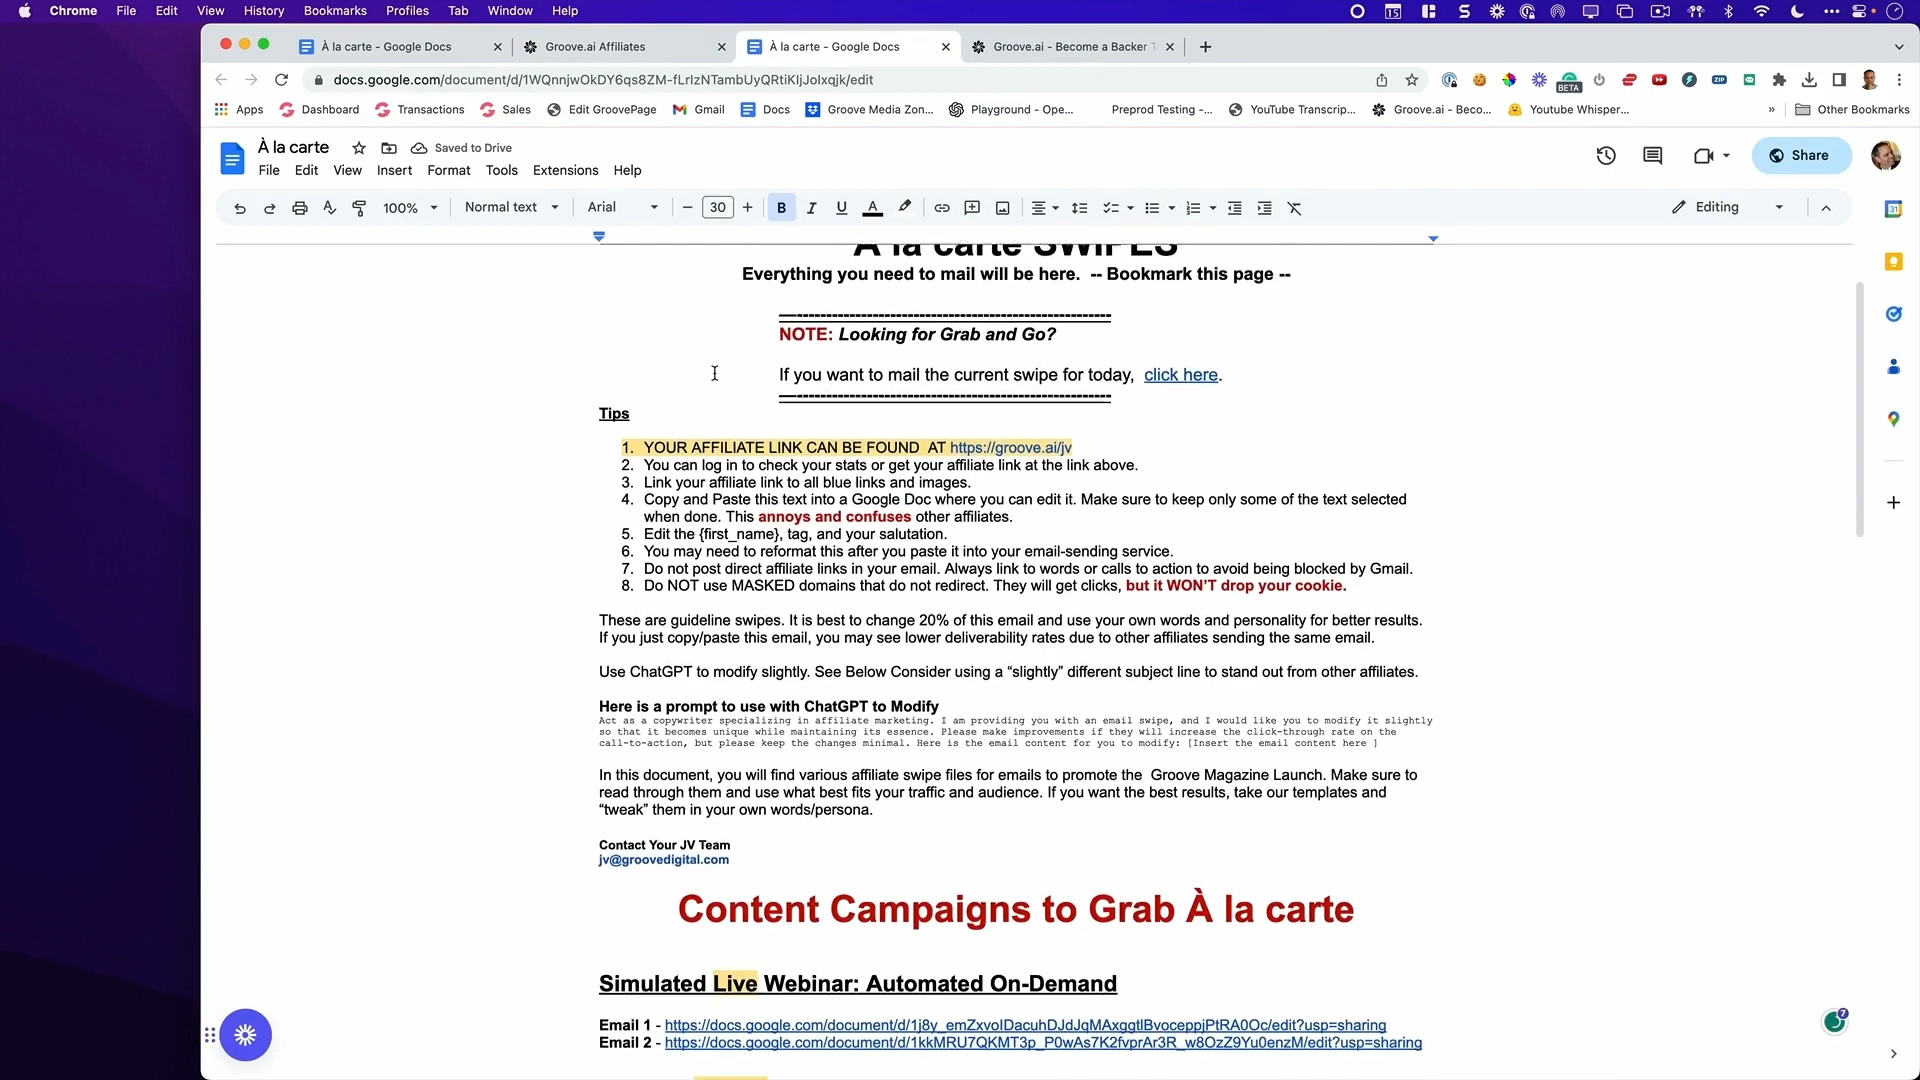 Chrome File Edit View History Bookmarks Profiles Tab Window Help
15
À la carte - Google Docs
Groove.ai Affiliates
À la carte - Google Docs
Groove.ai - Become a Backer
docs.google.com/document/d/1WQnnjwOkDY6qs8ZM-fLrIzNTambUyQRtiKljJolxqjk/edit
BETA
ZIP
Apps Dashboard Transactions Sales Edit GroovePage Gmail Docs Groove Media Zon... Playground - Ope... Preprod Testing -... YouTube Transcrip... Groove.ai - Beco... Youtube Whisper... » Other Bookmarks
À la carte Saved to Drive
File Edit View Insert Format Tools Extensions Help
Share
100% Normal text Arial 30 B I U A Editing
31
À la carte SWIPES
Everything you need to mail will be here. -- Bookmark this page --
NOTE: Looking for Grab and Go?
If you want to mail the current swipe for today, click here.
Tips
1. YOUR AFFILIATE LINK CAN BE FOUND AT https://groove.ai/jv
2. You can log in to check your stats or get your affiliate link at the link above.
3. Link your affiliate link to all blue links and images.
4. Copy and Paste this text into a Google Doc where you can edit it. Make sure to keep only some of the text selected
when done. This annoys and confuses other affiliates.
5. Edit the {first_name}, tag, and your salutation.
6. You may need to reformat this after you paste it into your email-sending service.
7. Do not post direct affiliate links in your email. Always link to words or calls to action to avoid being blocked by Gmail.
8. Do NOT use MASKED domains that do not redirect. They will get clicks, but it WON'T drop your cookie.
These are guideline swipes. It is best to change 20% of this email and use your own words and personality for better results.
If you just copy/paste this email, you may see lower deliverability rates due to other affiliates sending the same email.
Use ChatGPT to modify slightly. See Below Consider using a “slightly” different subject line to stand out from other affiliates.
Here is a prompt to use with ChatGPT to Modify
Act as a copywriter specializing in affiliate marketing. I am providing you with an email swipe, and I would like you to modify it slightly
so that it becomes unique while maintaining its essence. Please make improvements if they will increase the click-through rate on the
call-to-action, but please keep the changes minimal. Here is the email content for you to modify: [Insert the email content here ]
In this document, you will find various affiliate swipe files for emails to promote the Groove Magazine Launch. Make sure to
read through them and use what best fits your traffic and audience. If you want the best results, take our templates and
“tweak” them in your own words/persona.
Contact Your JV Team
jv@groovedigital.com
Content Campaigns to Grab À la carte
Simulated Live Webinar: Automated On-Demand
Email 1 - https://docs.google.com/document/d/1j8y_emZxvoIDacuhDJdJqMAxggtlBvoceppjPtRA0Oc/edit?usp=sharing
Email 2 - https://docs.google.com/document/d/1kkMRU7QKMT3p_P0wAs7K2fvprAr3R_w8OzZ9Yu0enzM/edit?usp=sharing
7